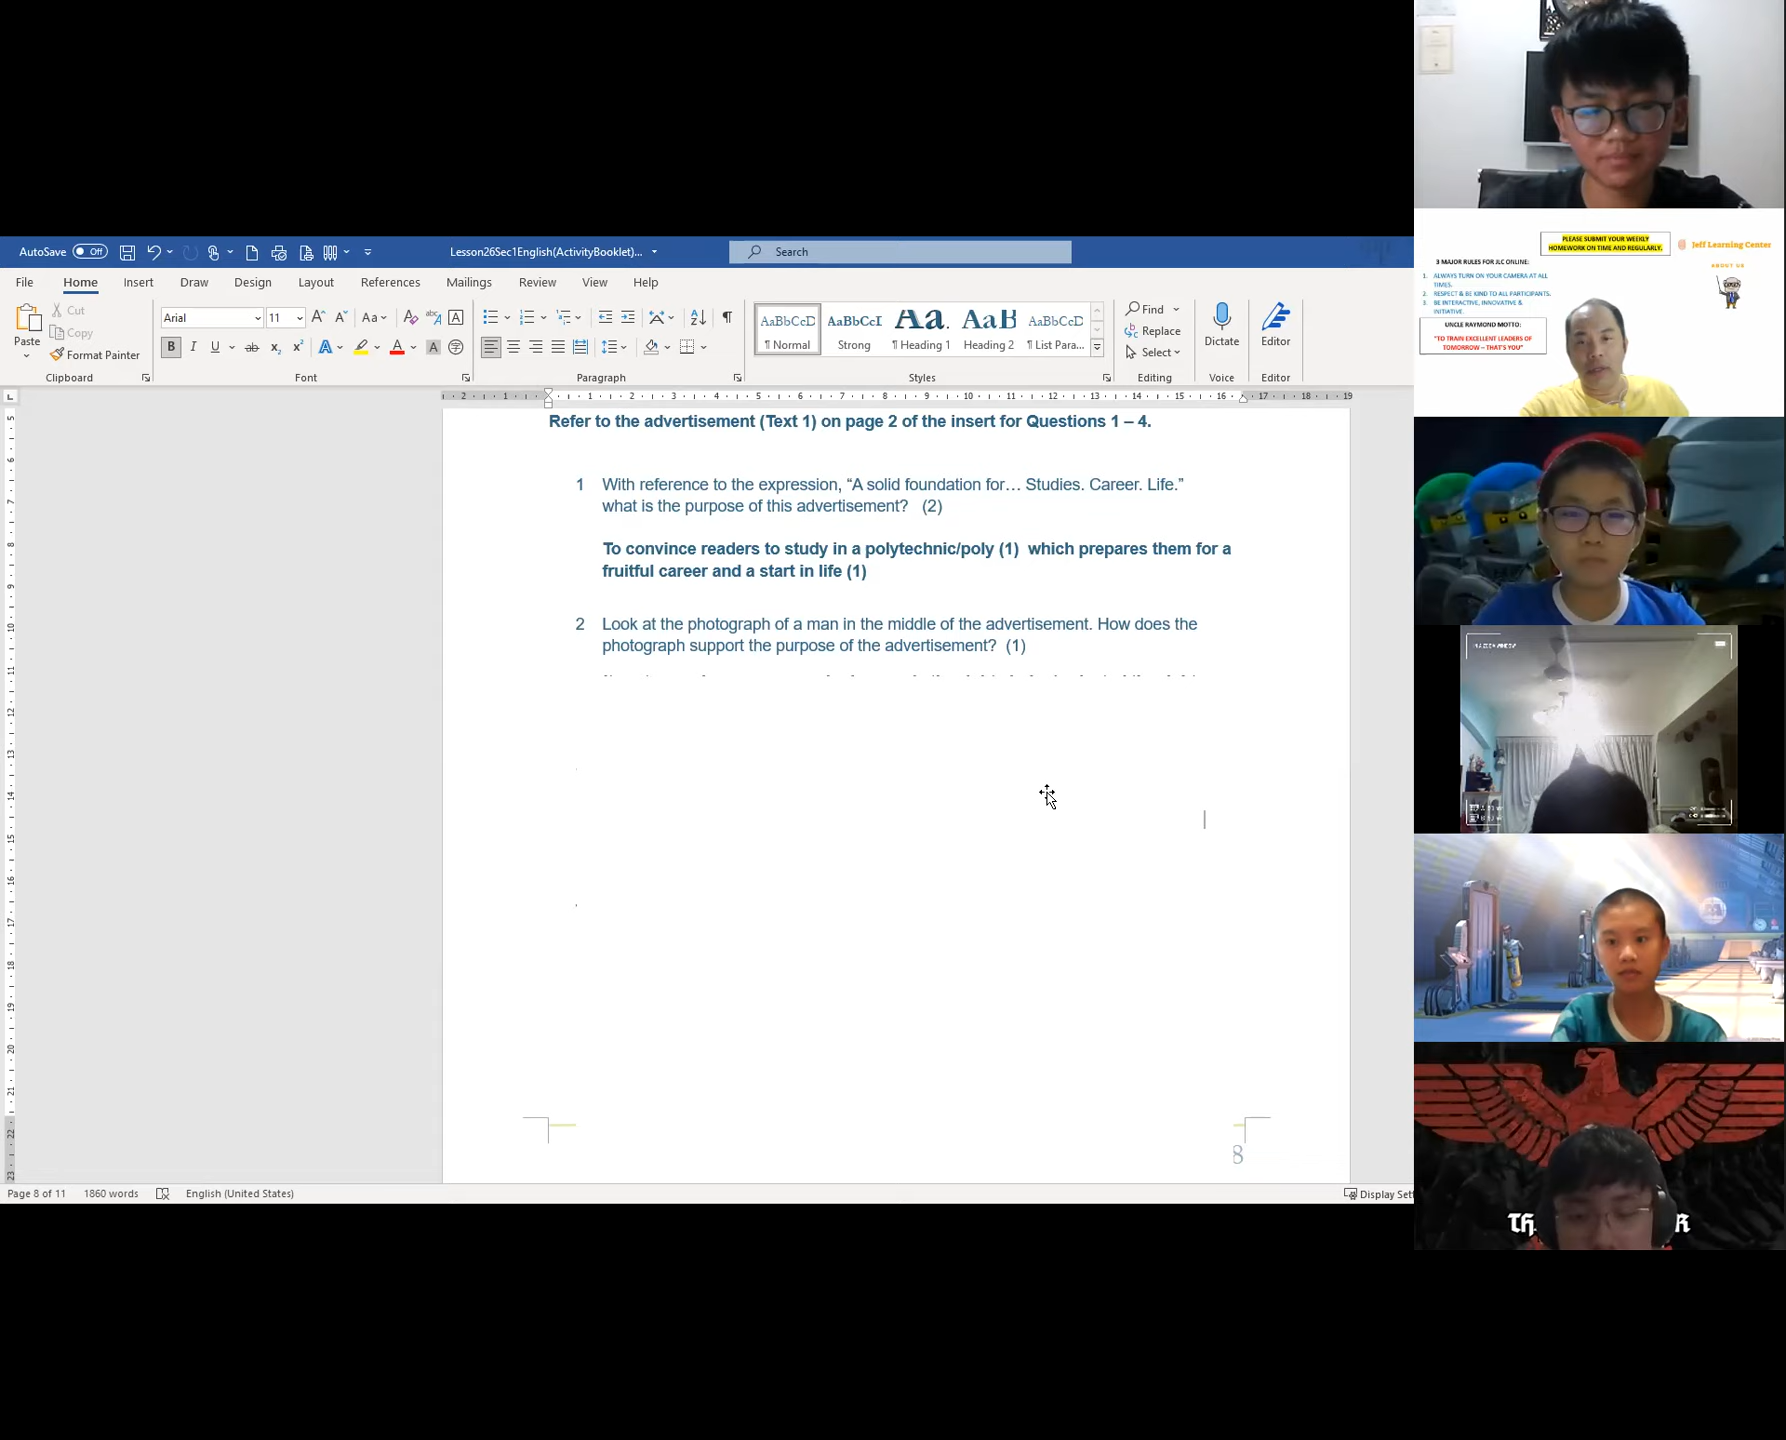 AutoSave Off
Lesson26Sec1English(ActivityBooklet)...
Search
File Home Insert Draw Design Layout References Mailings Review View Help
Paste
Cut
Copy
Format Painter
Clipboard
Arial 11
Font
Paragraph
AaBbCcD AaBbCcI Aa. AaB AaBbCcD
¶ Normal Strong ¶ Heading 1 Heading 2 ¶ List Para...
Styles
Find
Replace
Select
Editing
Dictate
Voice
Editor
Editor
Refer to the advertisement (Text 1) on page 2 of the insert for Questions 1 – 4.
1 With reference to the expression, “A solid foundation for… Studies. Career. Life.”
what is the purpose of this advertisement? (2)
To convince readers to study in a polytechnic/poly (1) which prepares them for a
fruitful career and a start in life (1)
2 Look at the photograph of a man in the middle of the advertisement. How does the
photograph support the purpose of the advertisement? (1)
8
Page 8 of 11 1860 words English (United States)
Display Sett
PLEASE SUBMIT YOUR WEEKLY
HOMEWORK ON TIME AND REGULARLY.
Jeff Learning Center
ABOUT US
3 MAJOR RULES FOR JLC ONLINE:
1. ALWAYS TURN ON YOUR CAMERA AT ALL
TIMES.
2. RESPECT & BE KIND TO ALL PARTICIPANTS.
3. BE INTERACTIVE, INNOVATIVE &
INITIATIVE.
UNCLE RAYMOND MOTTO:
"TO TRAIN EXCELLENT LEADERS OF
TOMORROW – THAT'S YOU"